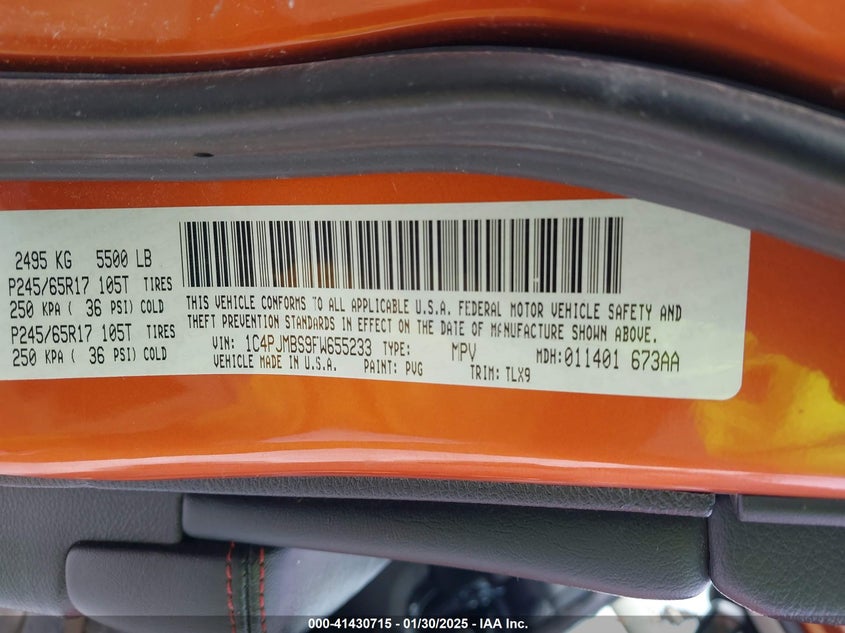 2495 KG 5500 LB
P245/65R17 105T TIRES
250 KPA ( 36 PSI) COLD
P245/65R17 105T TIRES
250 KPA ( 36 PSI) COLD
THIS VEHICLE CONFORMS TO ALL APPLICABLE U.S.A. FEDERAL MOTOR VEHICLE SAFETY AND
THEFT PREVENTION STANDARDS IN EFFECT ON THE DATE OF MANUFACTURE SHOWN ABOVE.
VIN: 1C4PJMBS9FW655233 TYPE: MPV MDH:011401 673AA
VEHICLE MADE IN U.S.A. PAINT: PVG TRIM: TLX9
000-41430715 - 01/30/2025 - IAA Inc.